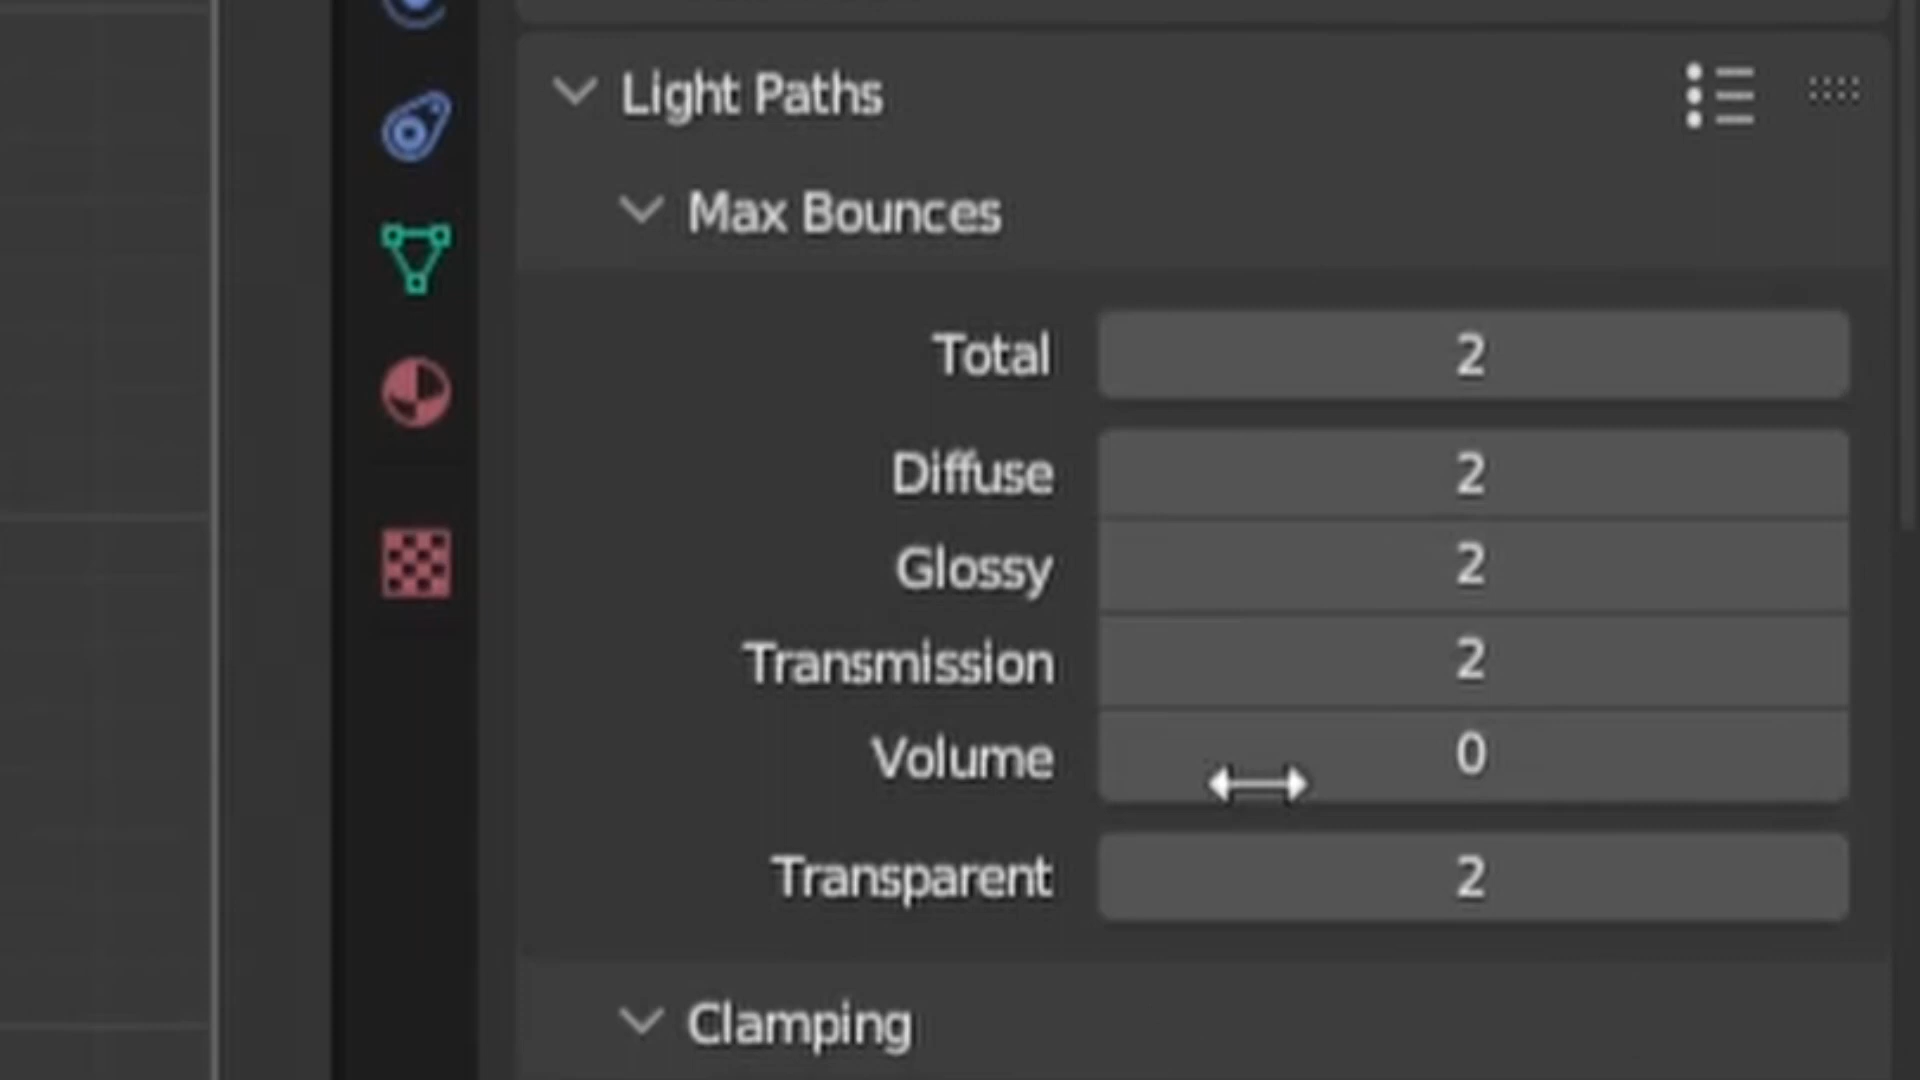 Light Paths
Max Bounces
Total 2
Diffuse 2
Glossy 2
Transmission 2
Volume 0
Transparent 2
Clamping